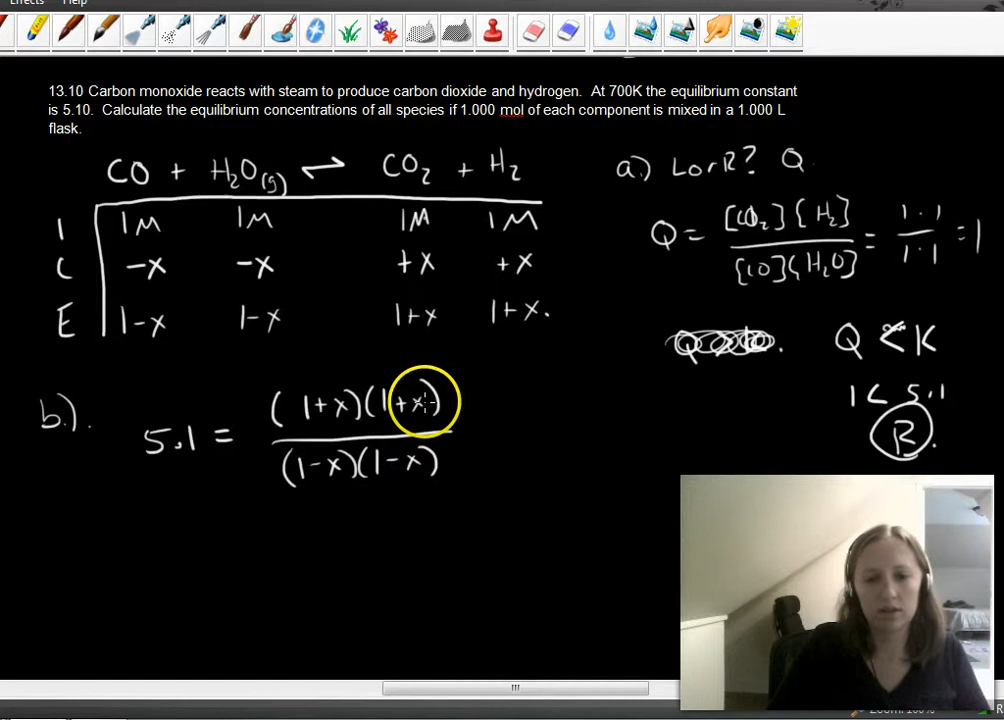 Effects Help
13.10 Carbon monoxide reacts with steam to produce carbon dioxide and hydrogen. At 700K the equilibrium constant
is 5.10. Calculate the equilibrium concentrations of all species if 1.000 mol of each component is mixed in a 1.000 L
flask.
CO + H₂O(g) ⇌ CO₂ + H₂
I 1M 1M 1M 1M
C -x -x +x +x
E 1-x 1-x 1+x 1+x.
a.) L or R? Q
Q = [CO₂][H₂] / [CO][H₂O] = 1·1 / 1·1 = 1
Q < K
1 < 5.1
R.
b.). 5.1 = (1+x)(1+x) / (1-x)(1-x)
Zoom: 100%